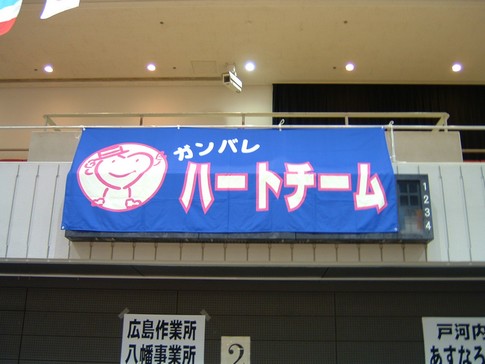 ガンバレ
ハートチーム
1
2
3
4
広島作業所
八幡事業所
2
戸河内
あすなろ